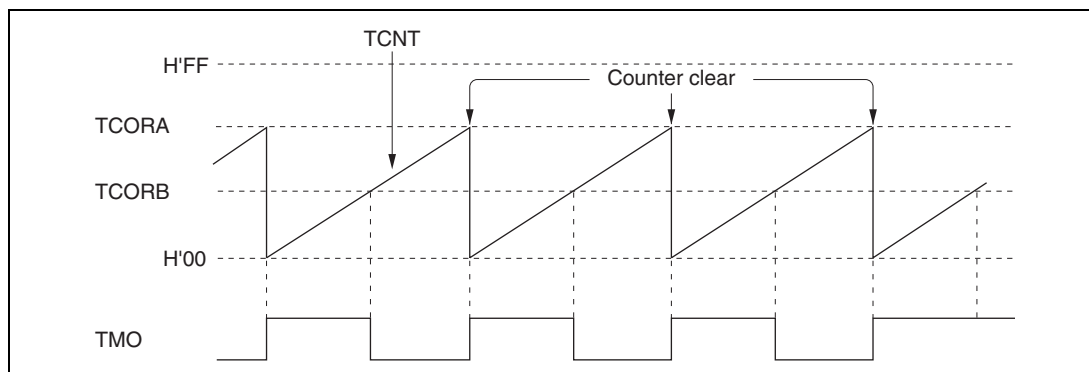 TCNT
H'FF
Counter clear
TCORA
TCORB
H'00
TMO